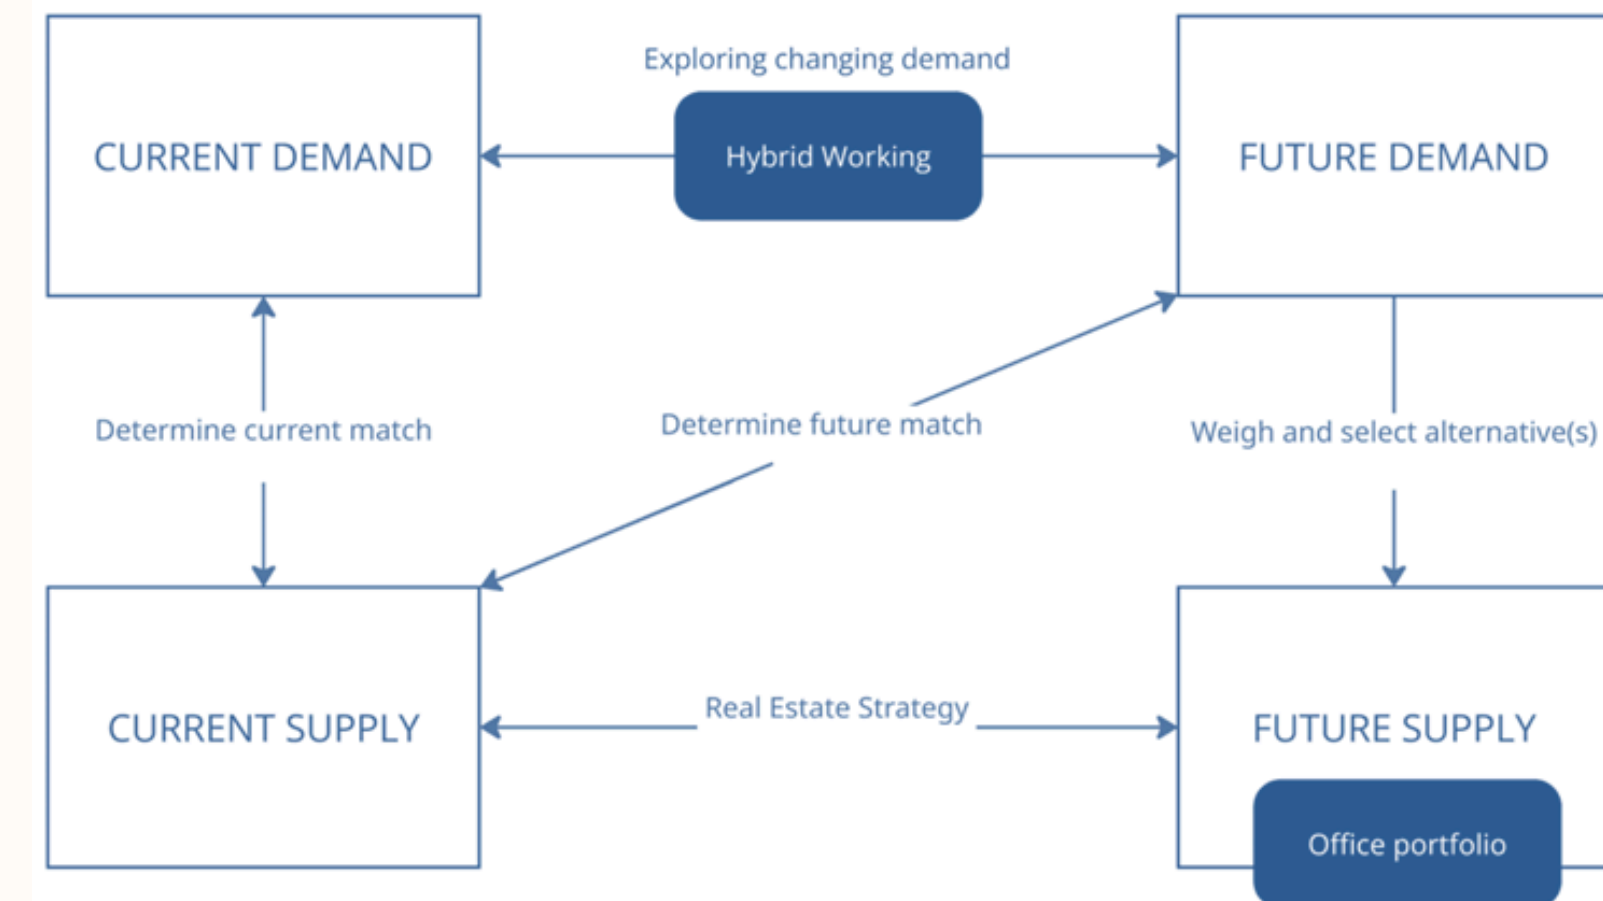 Exploring changing demand
CURRENT DEMAND
Hybrid Working
FUTURE DEMAND
Determine current match
Determine future match
Weigh and select alternative(s)
CURRENT SUPPLY
Real Estate Strategy
FUTURE SUPPLY
Office portfolio